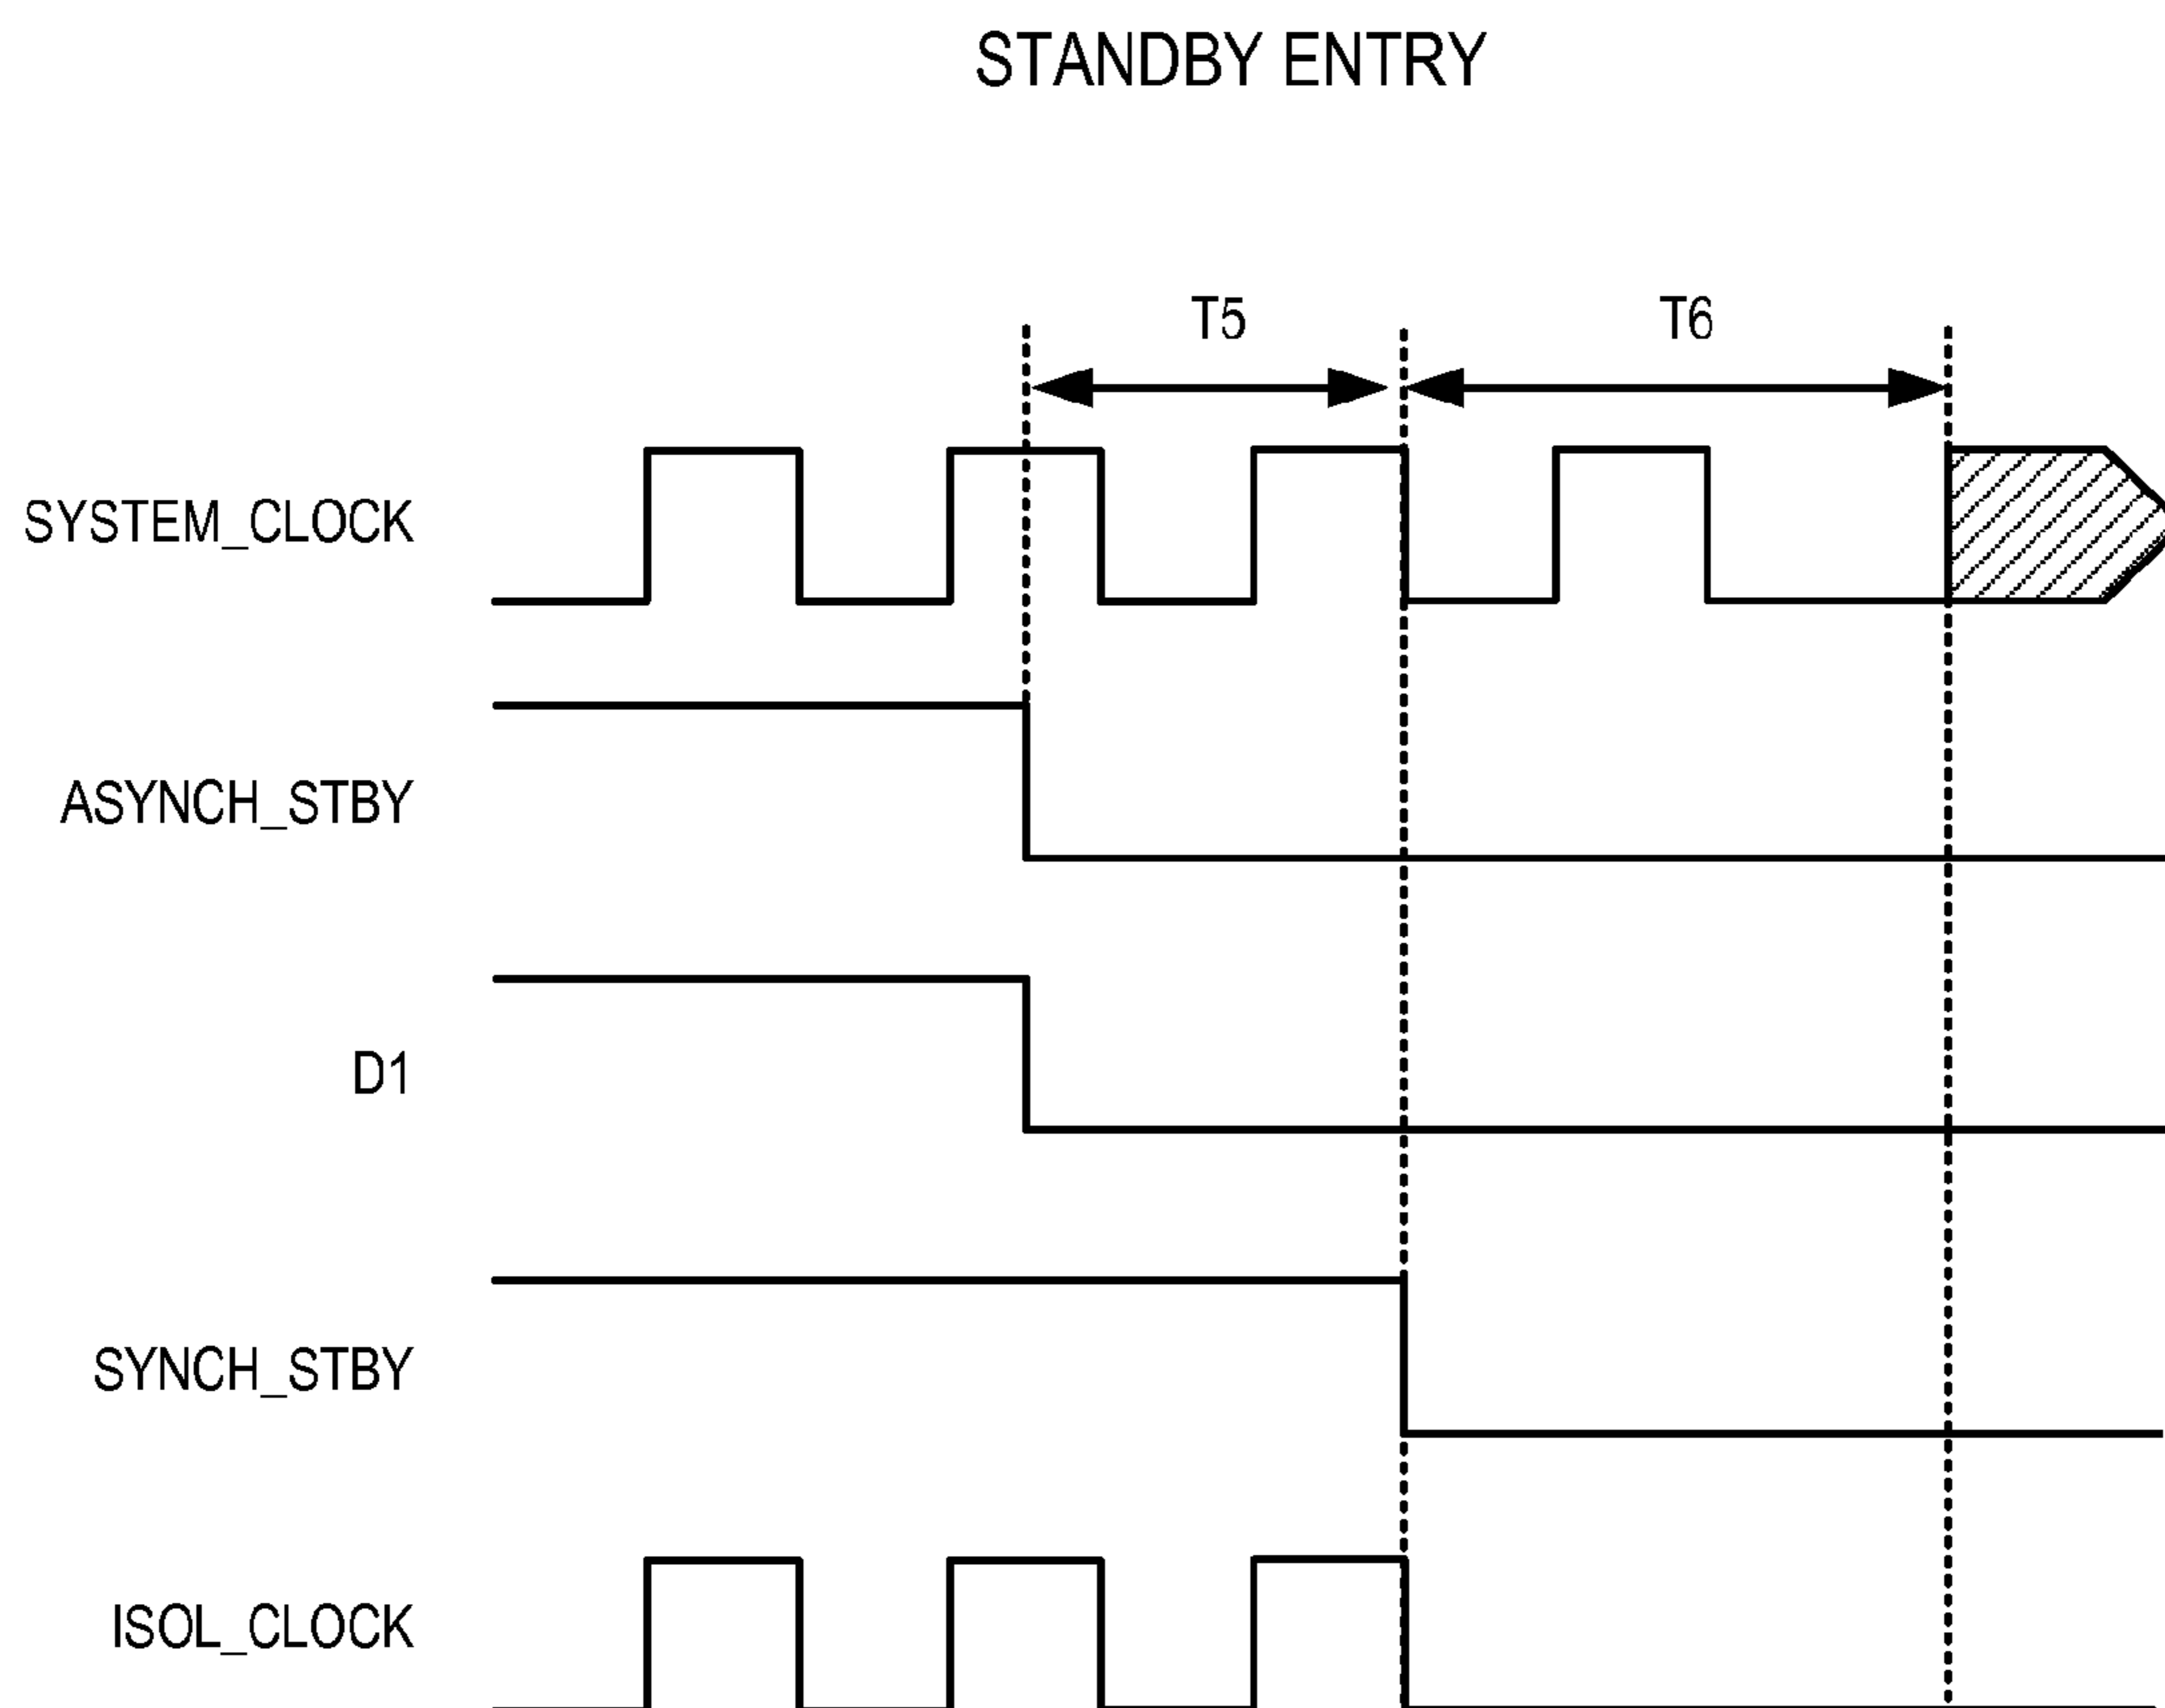 STANDBY ENTRY
T5
T6
SYSTEM_CLOCK
ASYNCH_STBY
D1
SYNCH_STBY
ISOL_CLOCK